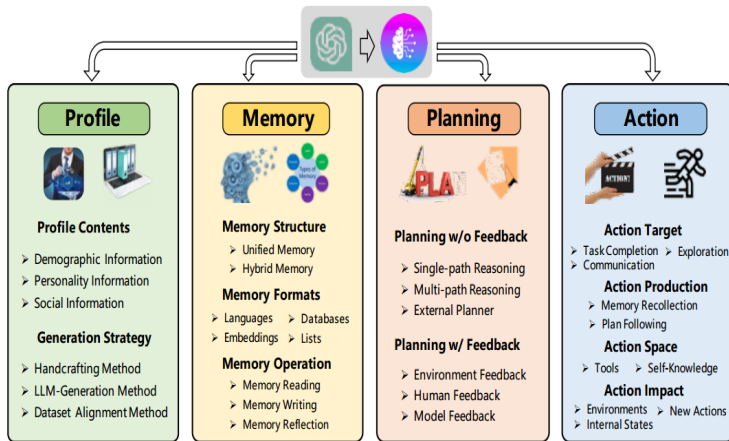 Profile
Profile Contents
Demographic Information
Personality Information
Social Information
Generation Strategy
Handcrafting Method
LLM-Generation Method
Dataset Alignment Method
Memory
Types of
Memory
Memory Structure
Unified Memory
Hybrid Memory
Memory Formats
Languages Databases
Embeddings Lists
Memory Operation
Memory Reading
Memory Writing
Memory Reflection
Planning
PLAN
Planning w/o Feedback
Single-path Reasoning
Multi-path Reasoning
External Planner
Planning w/ Feedback
Environment Feedback
Human Feedback
Model Feedback
Action
ACTION!
Action Target
Task Completion Exploration
Communication
Action Production
Memory Recollection
Plan Following
Action Space
Tools Self-Knowledge
Action Impact
Environments New Actions
Internal States